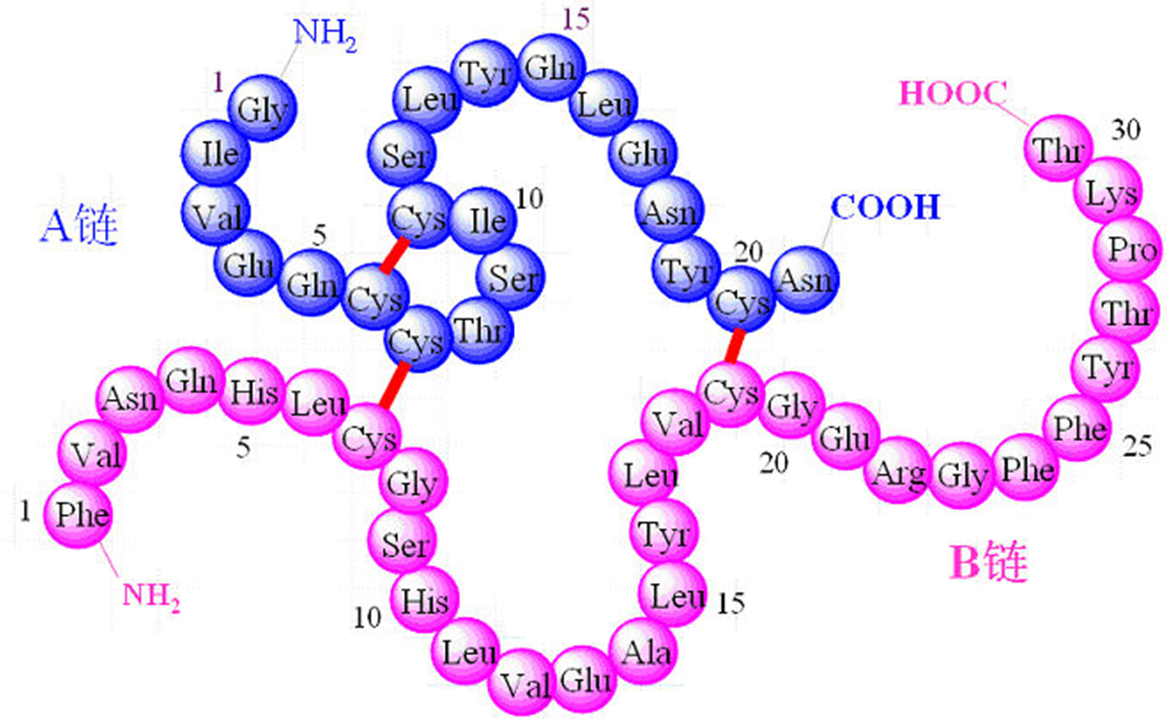 NH₂
1
Gly
Ile
Val
Glu
5
Gln
Cys
Cys
Thr
Ser
10
Ile
Cys
Ser
Leu
Tyr
15
Gln
Leu
Glu
Asn
Tyr
20
Cys
Asn
COOH
A链
NH₂
1
Phe
Val
Asn
Gln
5
His
Leu
Cys
Gly
Ser
10
His
Leu
Val
Glu
Ala
15
Leu
Tyr
Leu
Val
Cys
20
Gly
Glu
Arg
Gly
Phe
25
Phe
Tyr
Thr
Pro
Lys
30
Thr
HOOC
B链